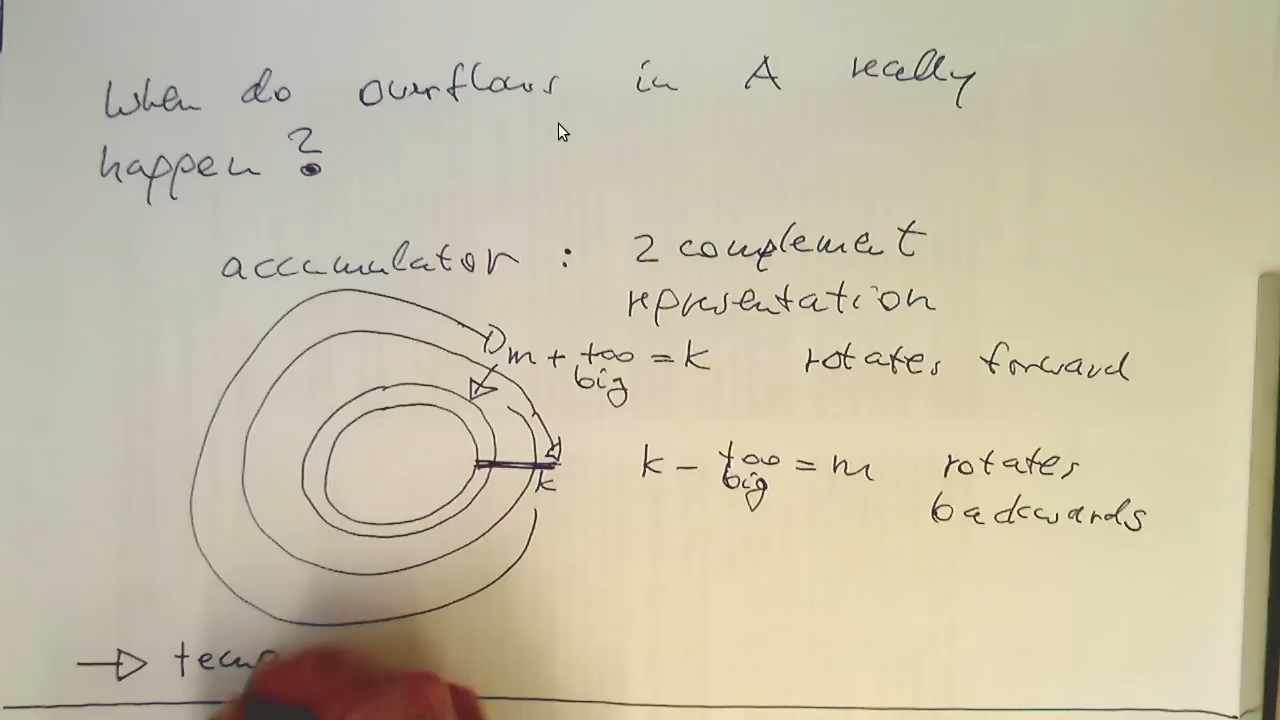 When do overflows in A really
happen ?
accumulator : 2 complement
representation
m + too big = k rotates forward
k - too big = m rotates
backwards
k